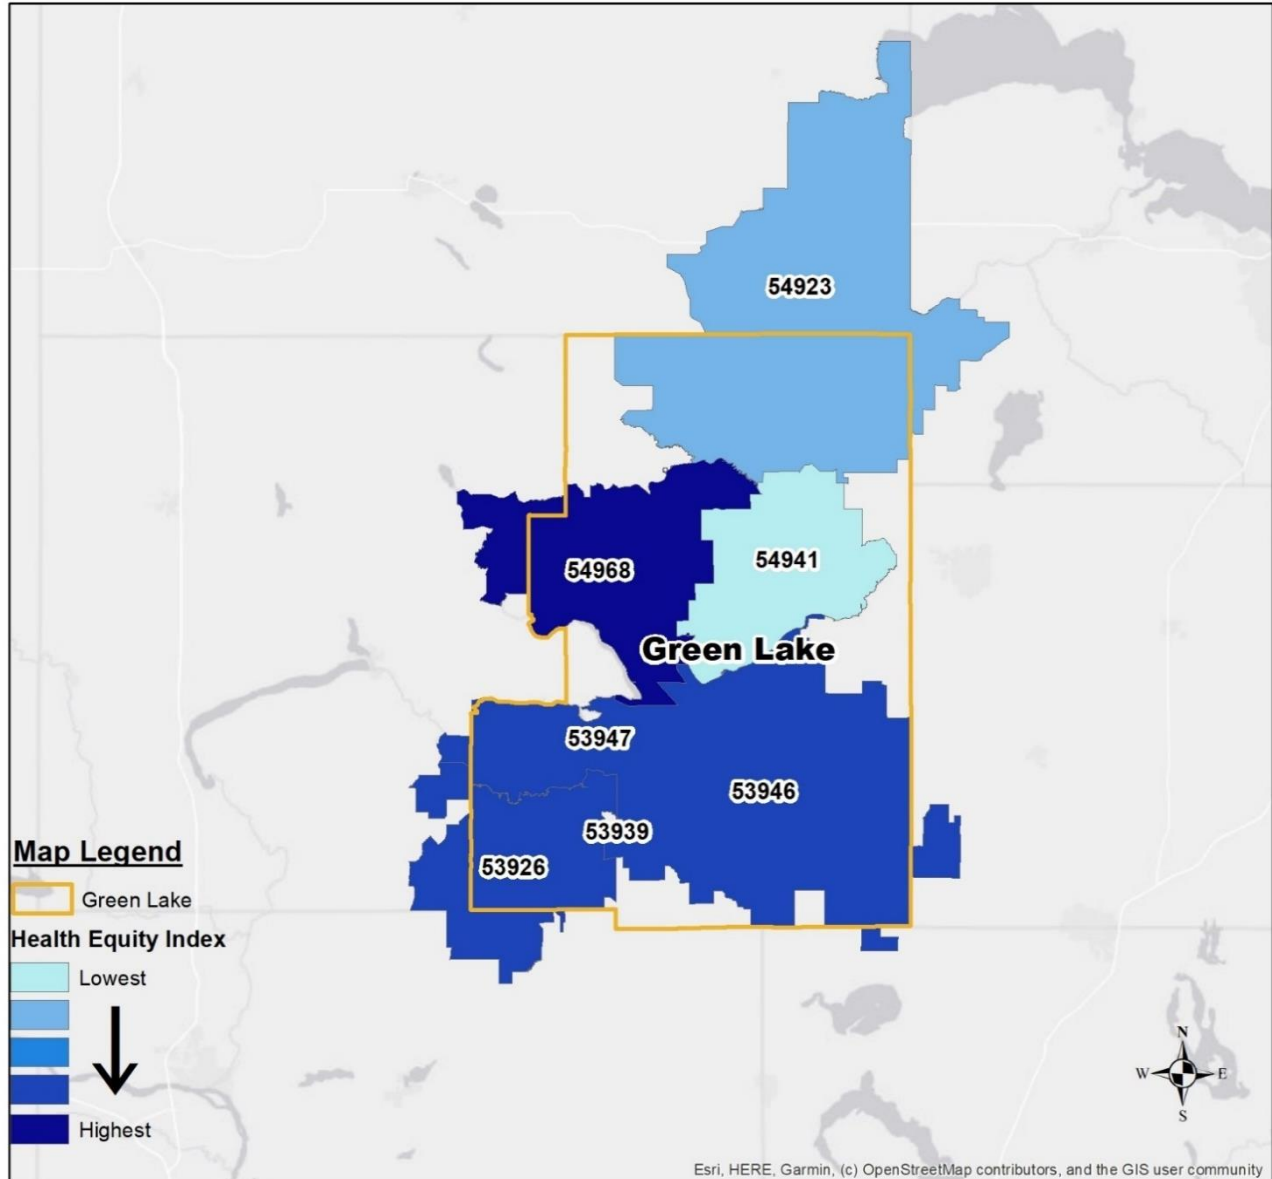 54923
54941
54968
Green Lake
53947
53946
53939
53926
Map Legend
Green Lake
Health Equity Index
Lowest
Highest
N
W E
S
Esri, HERE, Garmin, (c) OpenStreetMap contributors, and the GIS user community